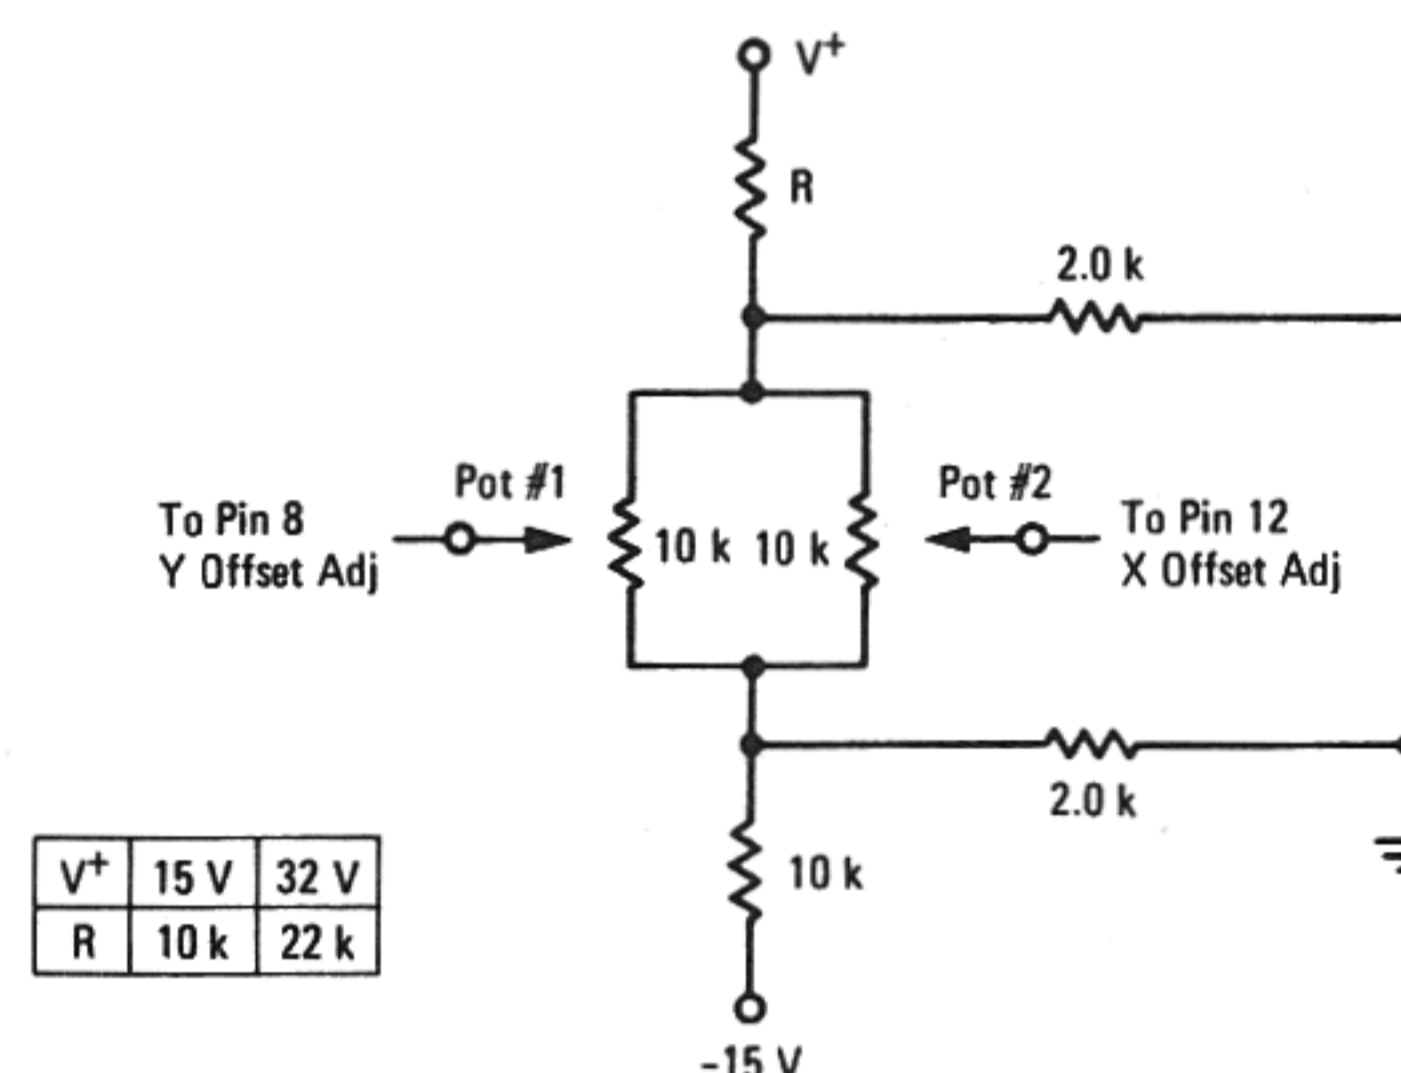 V+
R
2.0 k
Pot #1
Pot #2
To Pin 8
Y Offset Adj
10 k
10 k
To Pin 12
X Offset Adj
2.0 k
10 k
V+ 15 V 32 V
R 10 k 22 k
-15 V